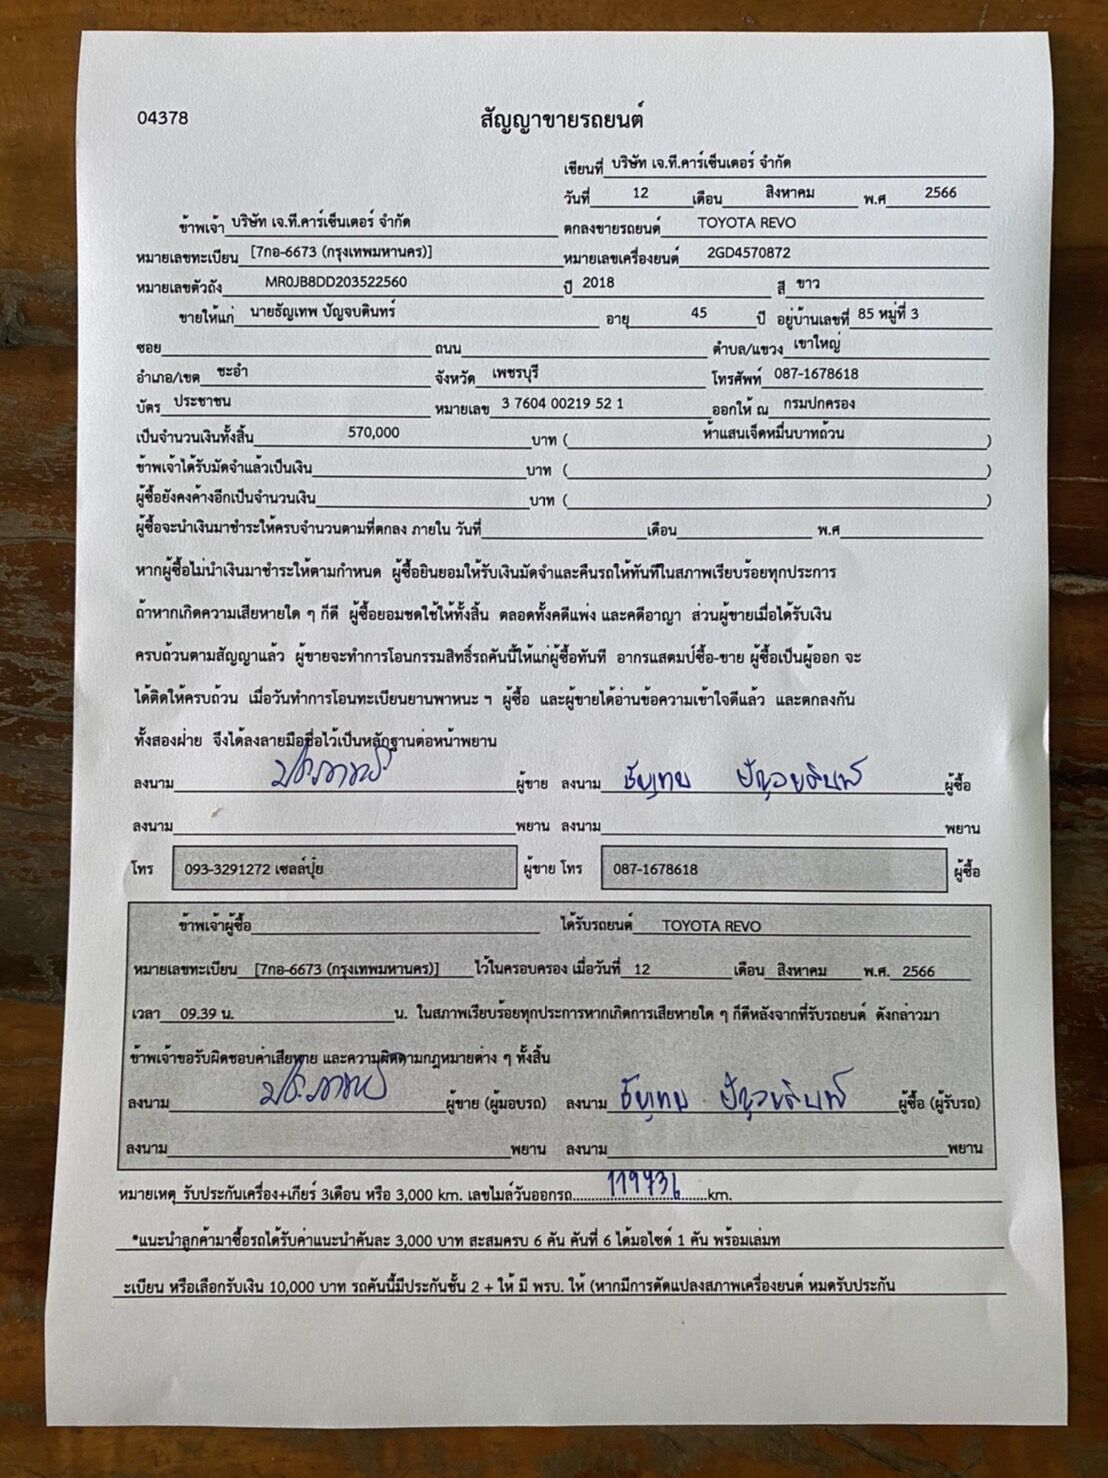 04378
สัญญาขายรถยนต์
เขียนที่ บริษัท เจ.ที.คาร์เซ็นเตอร์ จำกัด
วันที่ 12 เดือน สิงหาคม พ.ศ 2566
ข้าพเจ้า บริษัท เจ.ที.คาร์เซ็นเตอร์ จำกัด ตกลงขายรถยนต์ TOYOTA REVO
หมายเลขทะเบียน [7กอ-6673 (กรุงเทพมหานคร)] หมายเลขเครื่องยนต์ 2GD4570872
หมายเลขตัวถัง MR0JB8DD203522560 ปี 2018 สี ขาว
ขายให้แก่ นายธัญเทพ ปัญจบดินทร์ อายุ 45 ปี อยู่บ้านเลขที่ 85 หมู่ที่ 3
ซอย ถนน ตำบล/แขวง เขาใหญ่
อำเภอ/เขต ชะอำ จังหวัด เพชรบุรี โทรศัพท์ 087-1678618
บัตร ประชาชน หมายเลข 3 7604 00219 52 1 ออกให้ ณ กรมปกครอง
เป็นจำนวนเงินทั้งสิ้น 570,000 บาท ( ห้าแสนเจ็ดหมื่นบาทถ้วน )
ข้าพเจ้าได้รับมัดจำแล้วเป็นเงิน บาท ( )
ผู้ซื้อยังคงค้างอีกเป็นจำนวนเงิน บาท ( )
ผู้ซื้อจะนำเงินมาชำระให้ครบจำนวนตามที่ตกลง ภายใน วันที่ เดือน พ.ศ
หากผู้ซื้อไม่นำเงินมาชำระให้ตามกำหนด ผู้ซื้อยินยอมให้รับเงินมัดจำและคืนรถให้ทันทีในสภาพเรียบร้อยทุกประการ
ถ้าหากเกิดความเสียหายใด ๆ ก็ดี ผู้ซื้อยอมชดใช้ให้ทั้งสิ้น ตลอดทั้งคดีแพ่ง และคดีอาญา ส่วนผู้ขายเมื่อได้รับเงิน
ครบถ้วนตามสัญญาแล้ว ผู้ขายจะทำการโอนกรรมสิทธิ์รถคันนี้ให้แก่ผู้ซื้อทันที อากรแสตมป์ซื้อ-ขาย ผู้ซื้อเป็นผู้ออก จะ
ได้ติดให้ครบถ้วน เมื่อวันทำการโอนทะเบียนยานพาหนะ ฯ ผู้ซื้อ และผู้ขายได้อ่านข้อความเข้าใจดีแล้ว และตกลงกัน
ทั้งสองฝ่าย จึงได้ลงลายมือชื่อไว้เป็นหลักฐานต่อหน้าพยาน
ลงนาม ผู้ขาย ลงนาม ธัญเทพ ปัญจบดินทร์ ผู้ซื้อ
ลงนาม พยาน ลงนาม พยาน
โทร 093-3291272 เซลล์ปุ้ย ผู้ขาย โทร 087-1678618 ผู้ซื้อ
ข้าพเจ้าผู้ซื้อ ได้รับรถยนต์ TOYOTA REVO
หมายเลขทะเบียน [7กอ-6673 (กรุงเทพมหานคร)] ไว้ในครอบครอง เมื่อวันที่ 12 เดือน สิงหาคม พ.ศ. 2566
เวลา 09.39 น. น. ในสภาพเรียบร้อยทุกประการหากเกิดการเสียหายใด ๆ ก็ดีหลังจากที่รับรถยนต์ ดังกล่าวมา
ข้าพเจ้าขอรับผิดชอบค่าเสียหาย และความผิดตามกฎหมายต่าง ๆ ทั้งสิ้น
ลงนาม ผู้ขาย (ผู้มอบรถ) ลงนาม ธัญเทพ ปัญจบดินทร์ ผู้ซื้อ (ผู้รับรถ)
ลงนาม พยาน ลงนาม พยาน
หมายเหตุ รับประกันเครื่อง+เกียร์ 3เดือน หรือ 3,000 km. เลขไมล์วันออกรถ 119736 km.
*แนะนำลูกค้ามาซื้อรถได้รับค่าแนะนำคันละ 3,000 บาท สะสมครบ 6 คัน คันที่ 6 ได้มอไซด์ 1 คัน พร้อมเล่มท
ะเบียน หรือเลือกรับเงิน 10,000 บาท รถคันนี้มีประกันชั้น 2 + ให้ มี พรบ. ให้ (หากมีการดัดแปลงสภาพเครื่องยนต์ หมดรับประกัน